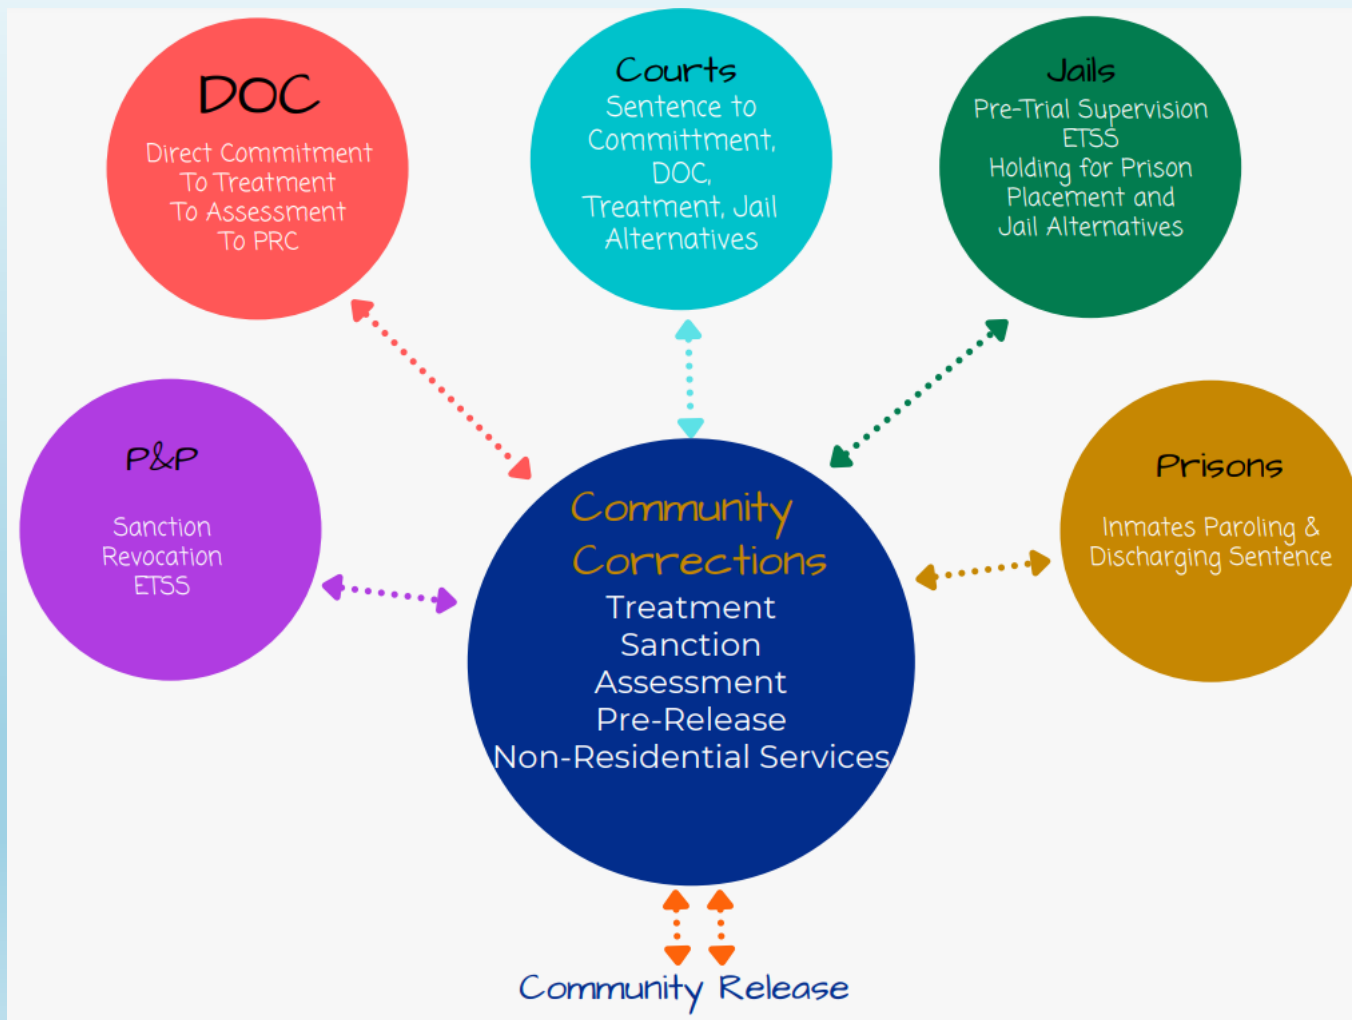 DOC
Direct Commitment
To Treatment
To Assessment
To PRC
Courts
Sentence to
Committment,
DOC,
Treatment, Jail
Alternatives
Jails
Pre-Trial Supervision
ETSS
Holding for Prison
Placement and
Jail Alternatives
P&P
Sanction
Revocation
ETSS
Prisons
Inmates Paroling &
Discharging Sentence
Community
Corrections
Treatment
Sanction
Assessment
Pre-Release
Non-Residential Services
Community Release